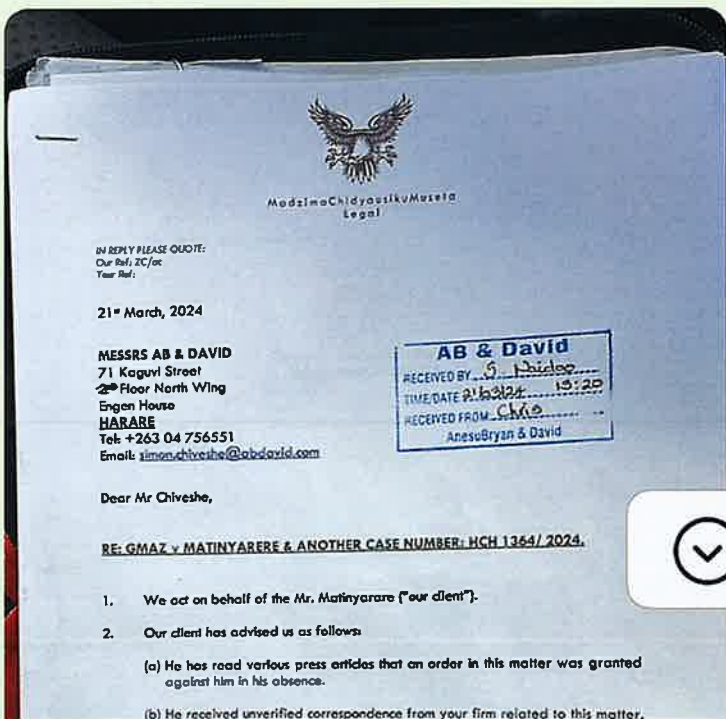 MadzimaChidyausikuMuseta
Legal
IN REPLY PLEASE QUOTE:
Our Ref: ZC/ac
Your Ref:
21st March, 2024
MESSRS AB & DAVID
71 Kaguvi Street
2nd Floor North Wing
Engen House
HARARE
Tel: +263 04 756551
Email: simon.chiveshe@abdavid.com
AB & David
RECEIVED BY S. Naidoo
TIME/DATE 21/03/24 15:20
RECEIVED FROM Chris
AnesuBryan & David
Dear Mr Chiveshe,
RE: GMAZ v MATINYARERE & ANOTHER CASE NUMBER: HCH 1364/ 2024.
1. We act on behalf of the Mr. Matinyarare ("our client").
2. Our client has advised us as follows:
(a) He has read various press articles that an order in this matter was granted
against him in his absence.
(b) He received unverified correspondence from your firm related to this matter.